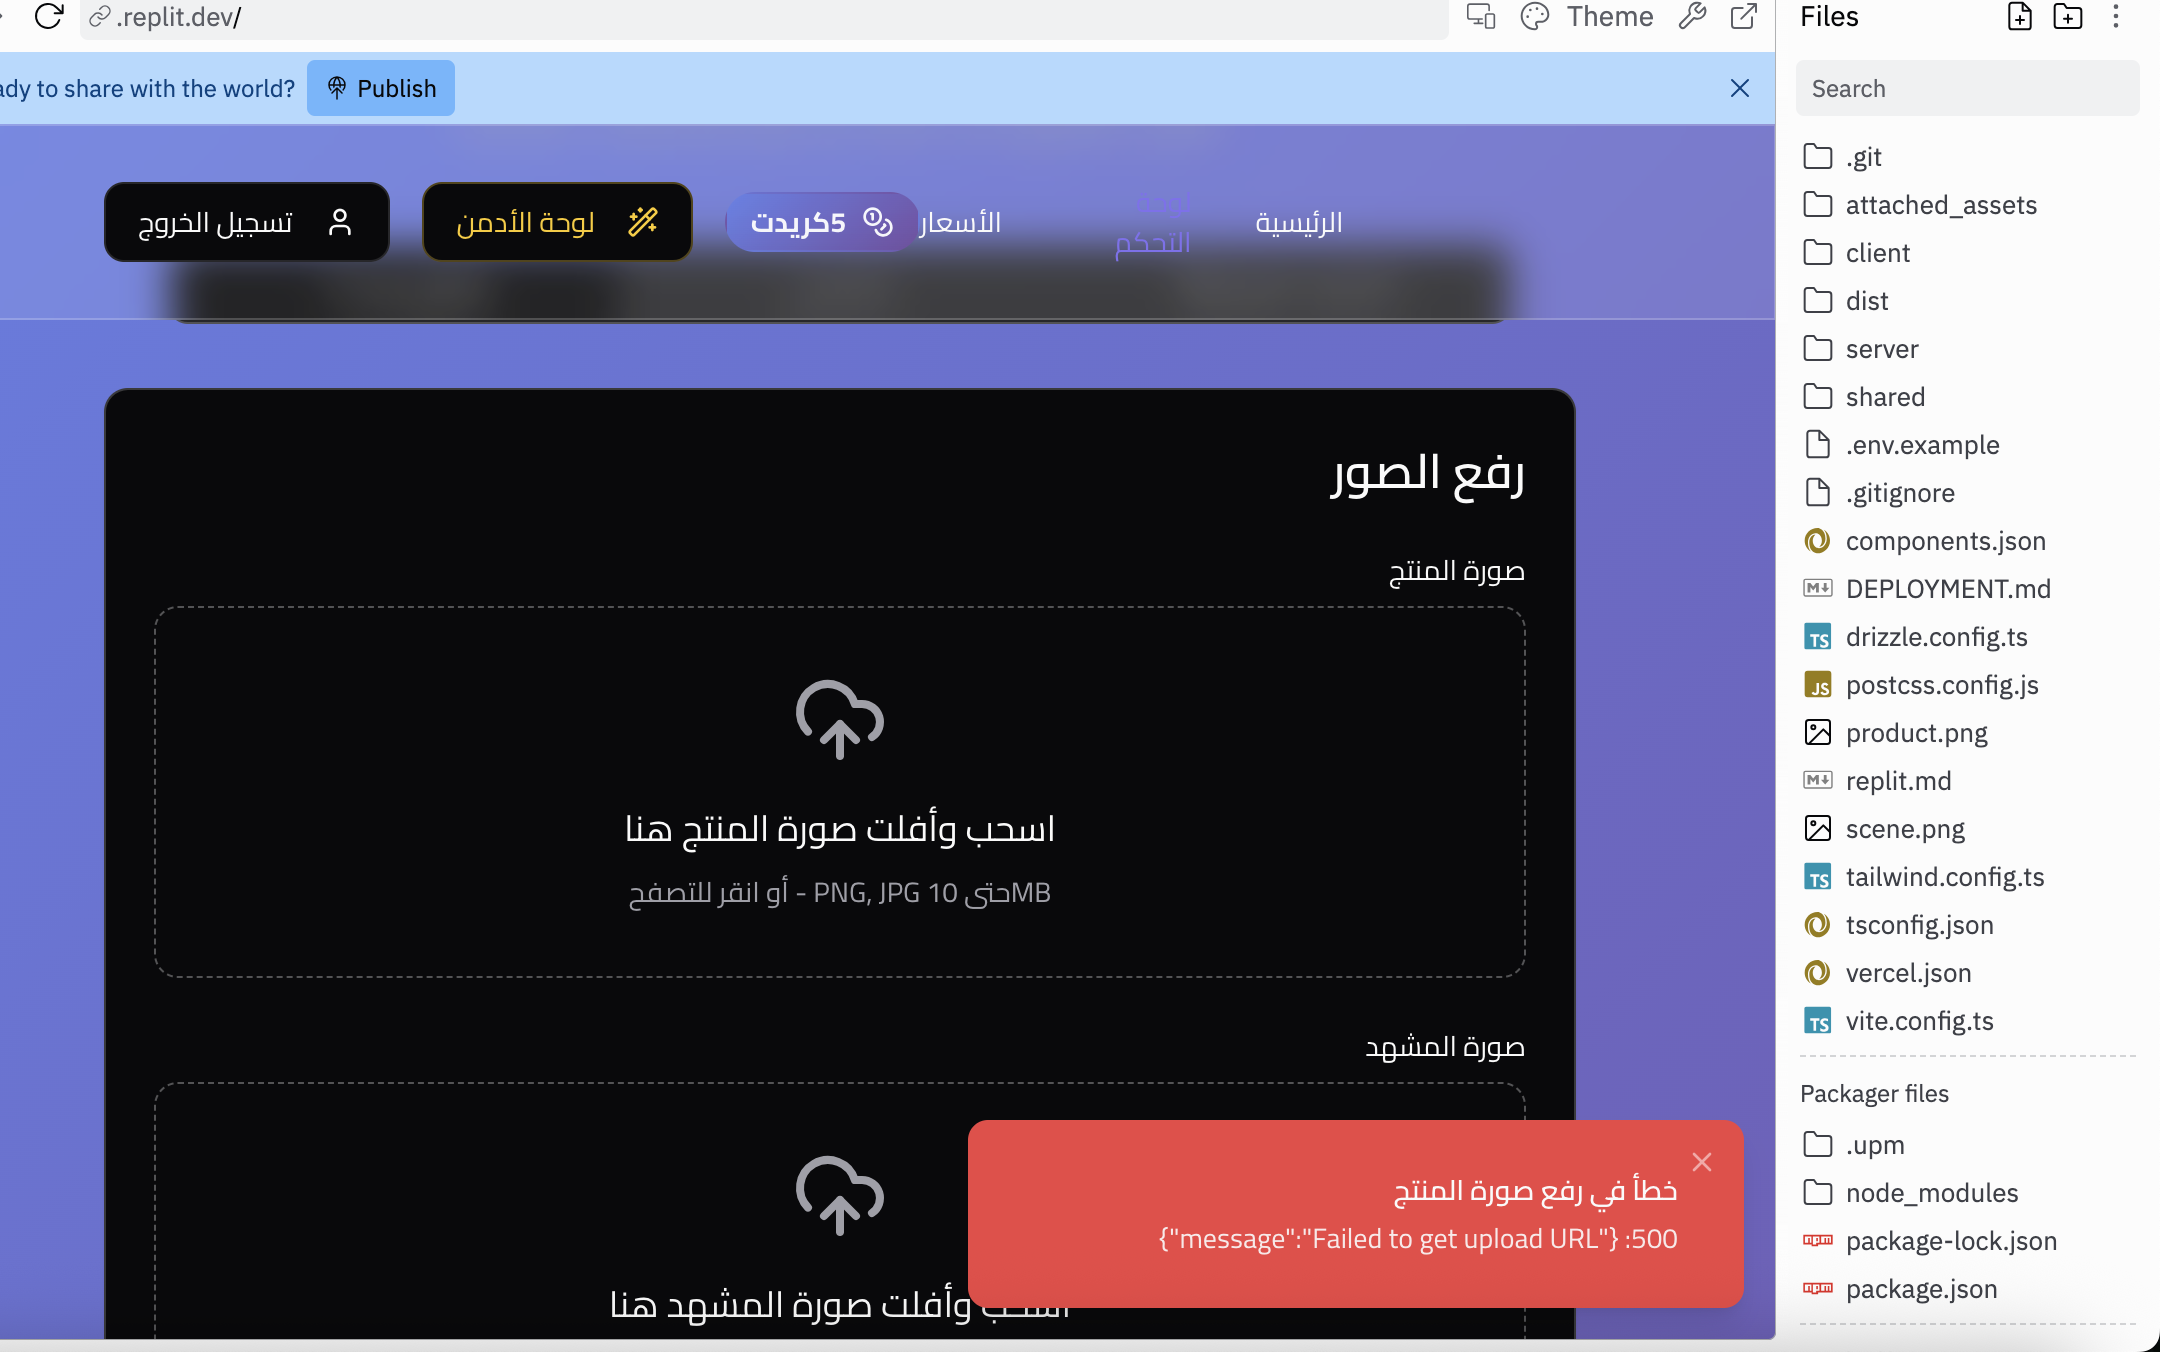 .replit.dev/
Theme
ady to share with the world?
Publish
الرئيسية
لوحة
التحكم
الأسعار
5كريدت
لوحة الأدمن
تسجيل الخروج
رفع الصور
صورة المنتج
اسحب وأفلت صورة المنتج هنا
PNG, JPG 10 حتىMB - أو انقر للتصفح
صورة المشهد
اسحب وأفلت صورة المشهد هنا
خطأ في رفع صورة المنتج
500: {"message":"Failed to get upload URL"}
Files
Search
.git
attached_assets
client
dist
server
shared
.env.example
.gitignore
components.json
DEPLOYMENT.md
drizzle.config.ts
postcss.config.js
product.png
replit.md
scene.png
tailwind.config.ts
tsconfig.json
vercel.json
vite.config.ts
Packager files
.upm
node_modules
package-lock.json
package.json